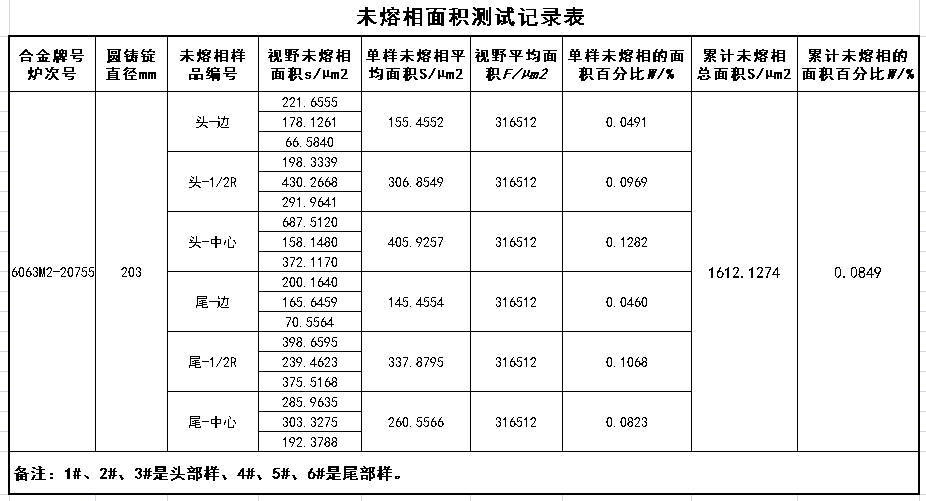 未熔相面积测试记录表
合金牌号炉次号 圆铸锭直径mm 未熔相样品编号 视野未熔相面积s/μm2 单样未熔相平均面积S/μm2 视野平均面积F/μm2 单样未熔相的面积百分比W/% 累计未熔相总面积S/μm2 累计未熔相的面积百分比W/%
6063M2-20755 203
头-边
221.6555
178.1261
66.5840
155.4552 316512 0.0491
头-1/2R
198.3339
430.2668
291.9641
306.8549 316512 0.0969
头-中心
687.5120
158.1480
372.1170
405.9257 316512 0.1282
尾-边
200.1640
165.6459
70.5564
145.4554 316512 0.0460
尾-1/2R
398.6595
239.4623
375.5168
337.8795 316512 0.1068
尾-中心
285.9635
303.3275
192.3788
260.5566 316512 0.0823
1612.1274 0.0849
备注：1#、2#、3#是头部样、4#、5#、6#是尾部样。